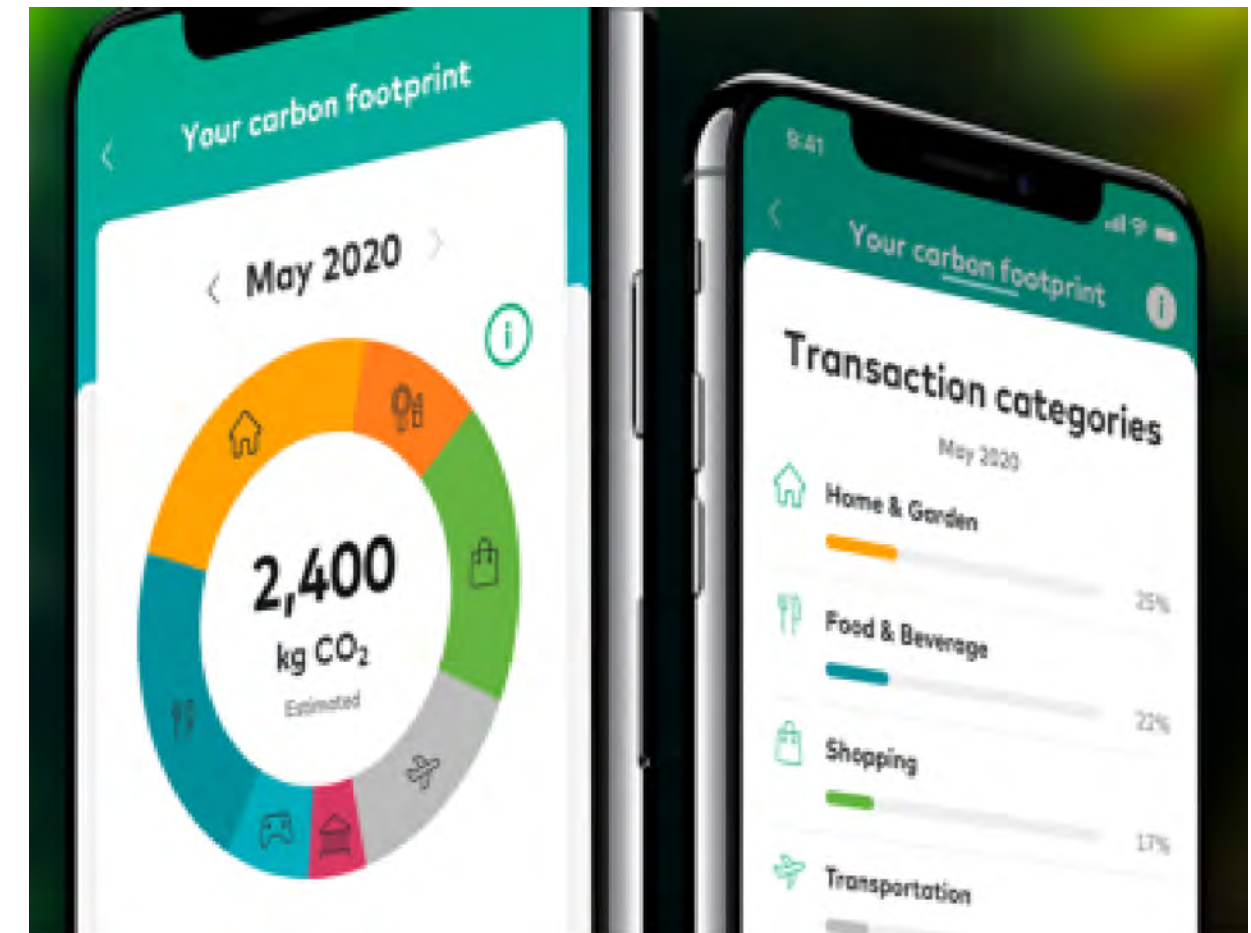 Your carbon footprint
May 2020
i
2,400
kg CO₂
Estimated
9:41
Your carbon footprint
i
Transaction categories
May 2020
Home & Garden
25%
Food & Beverage
22%
Shopping
17%
Transportation